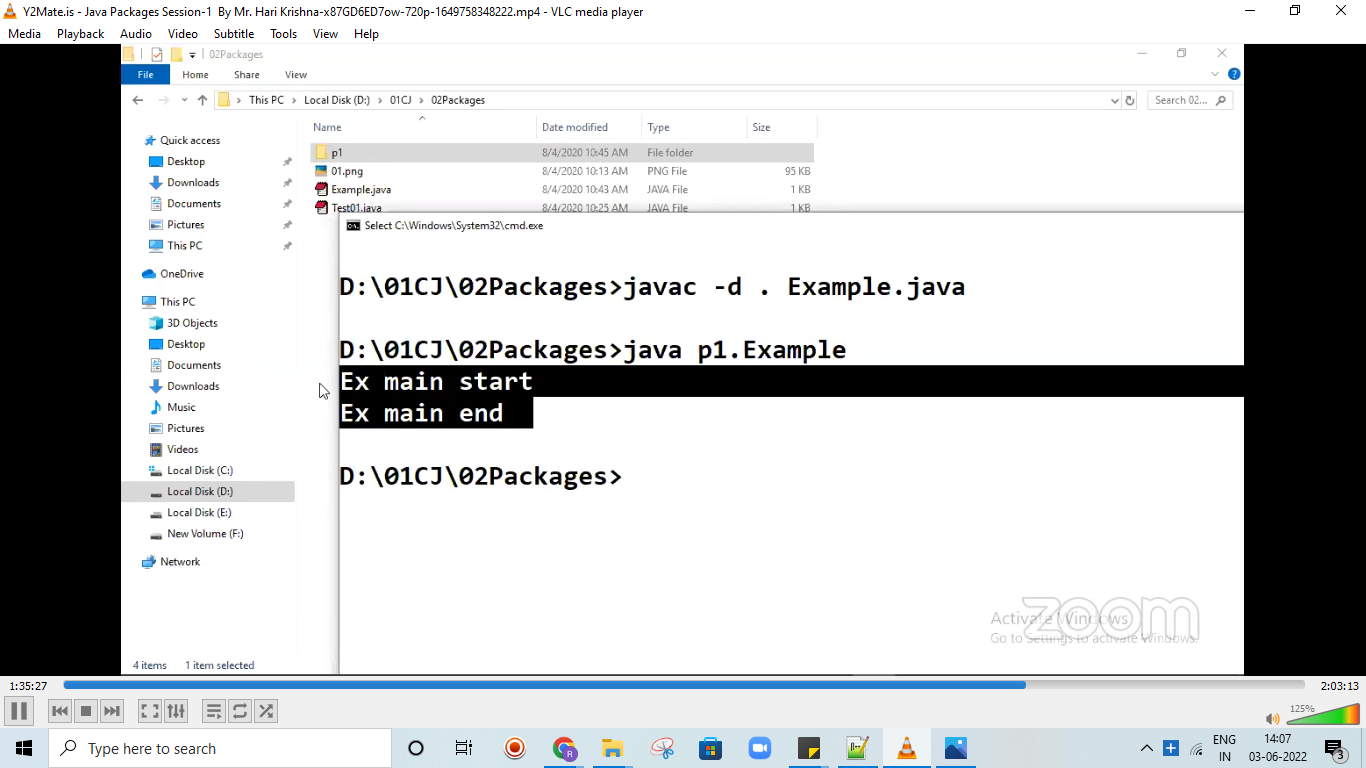 Y2Mate.is - Java Packages Session-1 By Mr. Hari Krishna-x87GD6ED7ow-720p-1649758348222.mp4 - VLC media player
Media Playback Audio Video Subtitle Tools View Help
02Packages
File Home Share View
This PC > Local Disk (D:) > 01CJ > 02Packages
Search 02...
Name Date modified Type Size
p1 8/4/2020 10:45 AM File folder
01.png 8/4/2020 10:13 AM PNG File 95 KB
Example.java 8/4/2020 10:43 AM JAVA File 1 KB
Test01.java 8/4/2020 10:25 AM JAVA File 1 KB
Quick access
Desktop
Downloads
Documents
Pictures
This PC
OneDrive
This PC
3D Objects
Desktop
Documents
Downloads
Music
Pictures
Videos
Local Disk (C:)
Local Disk (D:)
Local Disk (E:)
New Volume (F:)
Network
4 items 1 item selected
Select C:\Windows\System32\cmd.exe
D:\01CJ\02Packages>javac -d . Example.java
D:\01CJ\02Packages>java p1.Example
Ex main start
Ex main end
D:\01CJ\02Packages>
zoom
Activate Windows
Go to Settings to activate Windows.
1:35:27 2:03:13
125%
Type here to search
R
ENG
IN
14:07
03-06-2022
3